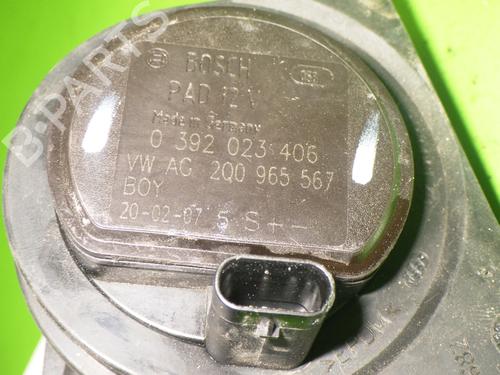 BOSCH
PAD 12V
Made in Germany
0 392 023 406
VW AG 2Q0 965 567
BOY
20-02-07 5 S + -
B-PARTS